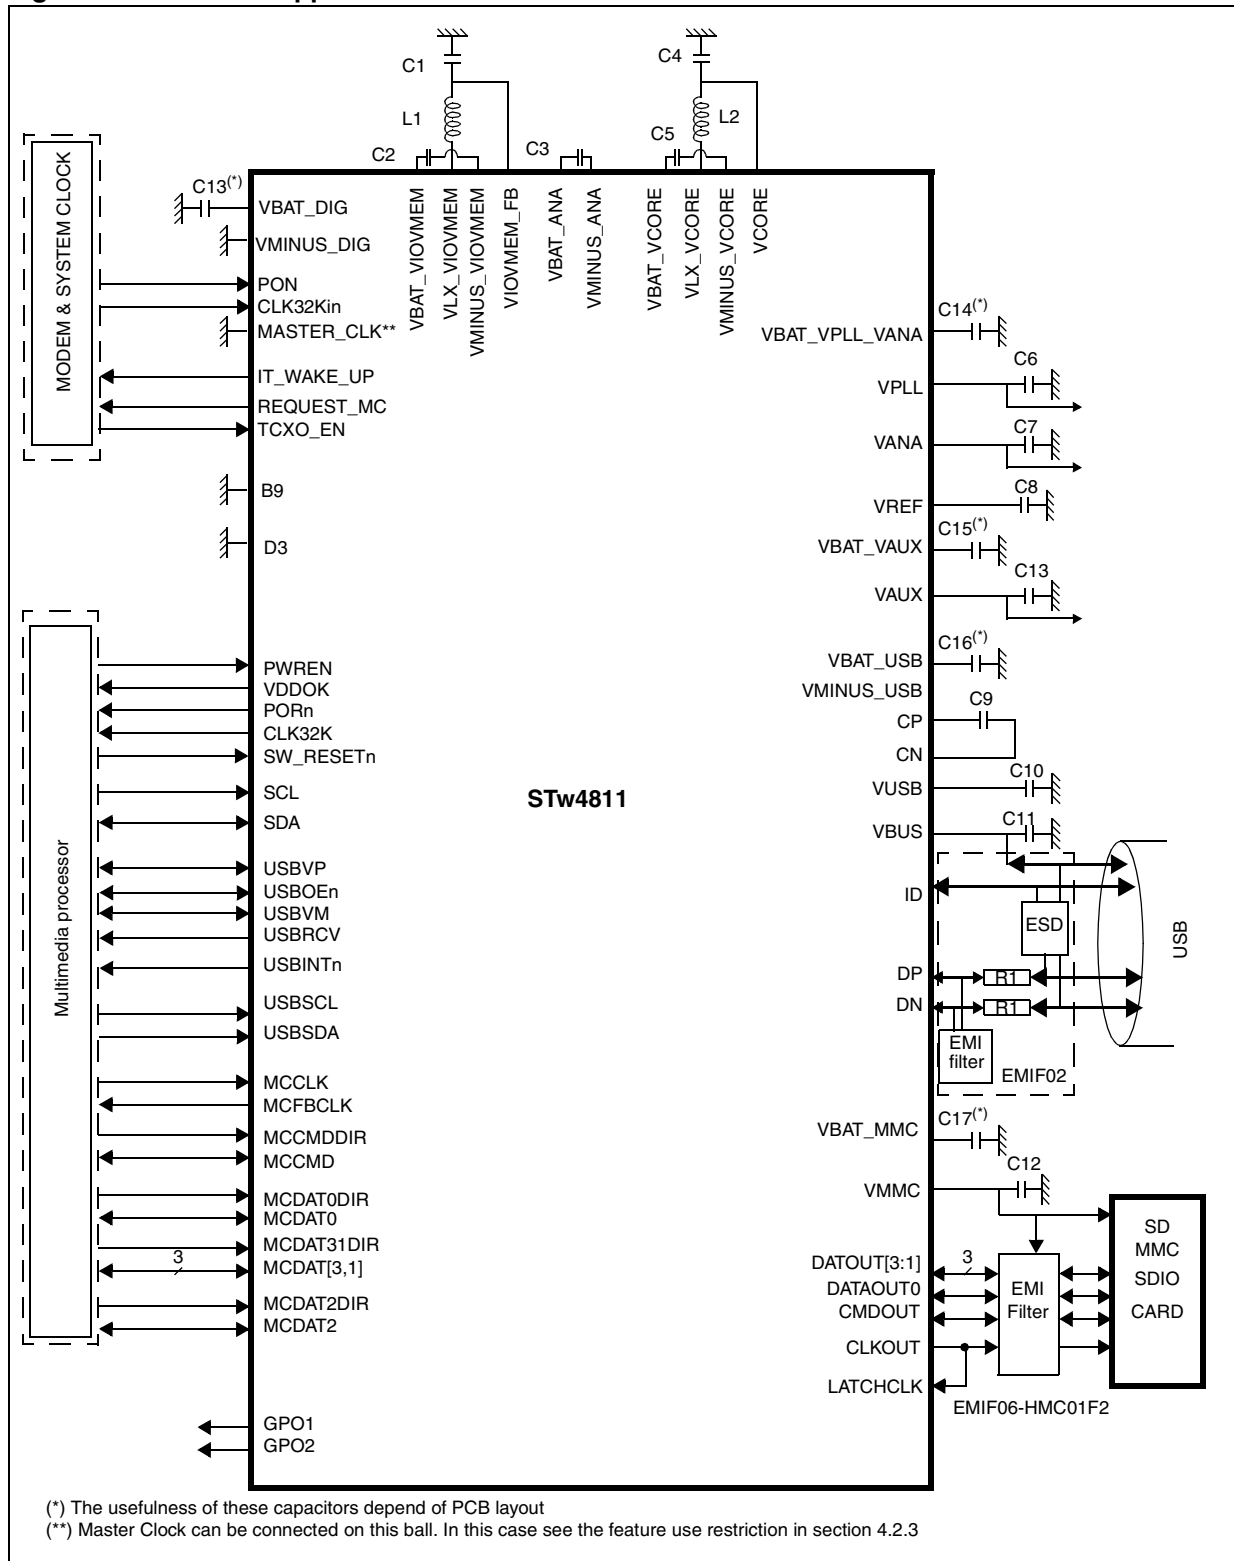 C1
C4
L1
L2
C2
C3
C5
MODEM & SYSTEM CLOCK
C13(*)
VBAT_DIG
VMINUS_DIG
PON
CLK32Kin
MASTER_CLK**
IT_WAKE_UP
REQUEST_MC
TCXO_EN
B9
D3
VBAT_VIOVMEM
VLX_VIOVMEM
VMINUS_VIOVMEM
VIOVMEM_FB
VBAT_ANA
VMINUS_ANA
VBAT_VCORE
VLX_VCORE
VMINUS_VCORE
VCORE
VBAT_VPLL_VANA
C14(*)
VPLL
C6
VANA
C7
VREF
C8
VBAT_VAUX
C15(*)
VAUX
C13
VBAT_USB
C16(*)
VMINUS_USB
CP
C9
CN
VUSB
C10
VBUS
C11
ID
ESD
DP
R1
DN
R1
EMI
filter
EMIF02
USB
STw4811
Multimedia processor
PWREN
VDDOK
PORn
CLK32K
SW_RESETn
SCL
SDA
USBVP
USBOEn
USBVM
USBRCV
USBINTn
USBSCL
USBSDA
MCCLK
MCFBCLK
MCCMDDIR
MCCMD
MCDAT0DIR
MCDAT0
MCDAT31DIR
3
MCDAT[3,1]
MCDAT2DIR
MCDAT2
GPO1
GPO2
VBAT_MMC
C17(*)
VMMC
C12
DATOUT[3:1]
3
DATAOUT0
CMDOUT
CLKOUT
LATCHCLK
EMI
Filter
SD
MMC
SDIO
CARD
EMIF06-HMC01F2
(*) The usefulness of these capacitors depend of PCB layout
(**) Master Clock can be connected on this ball. In this case see the feature use restriction in section 4.2.3